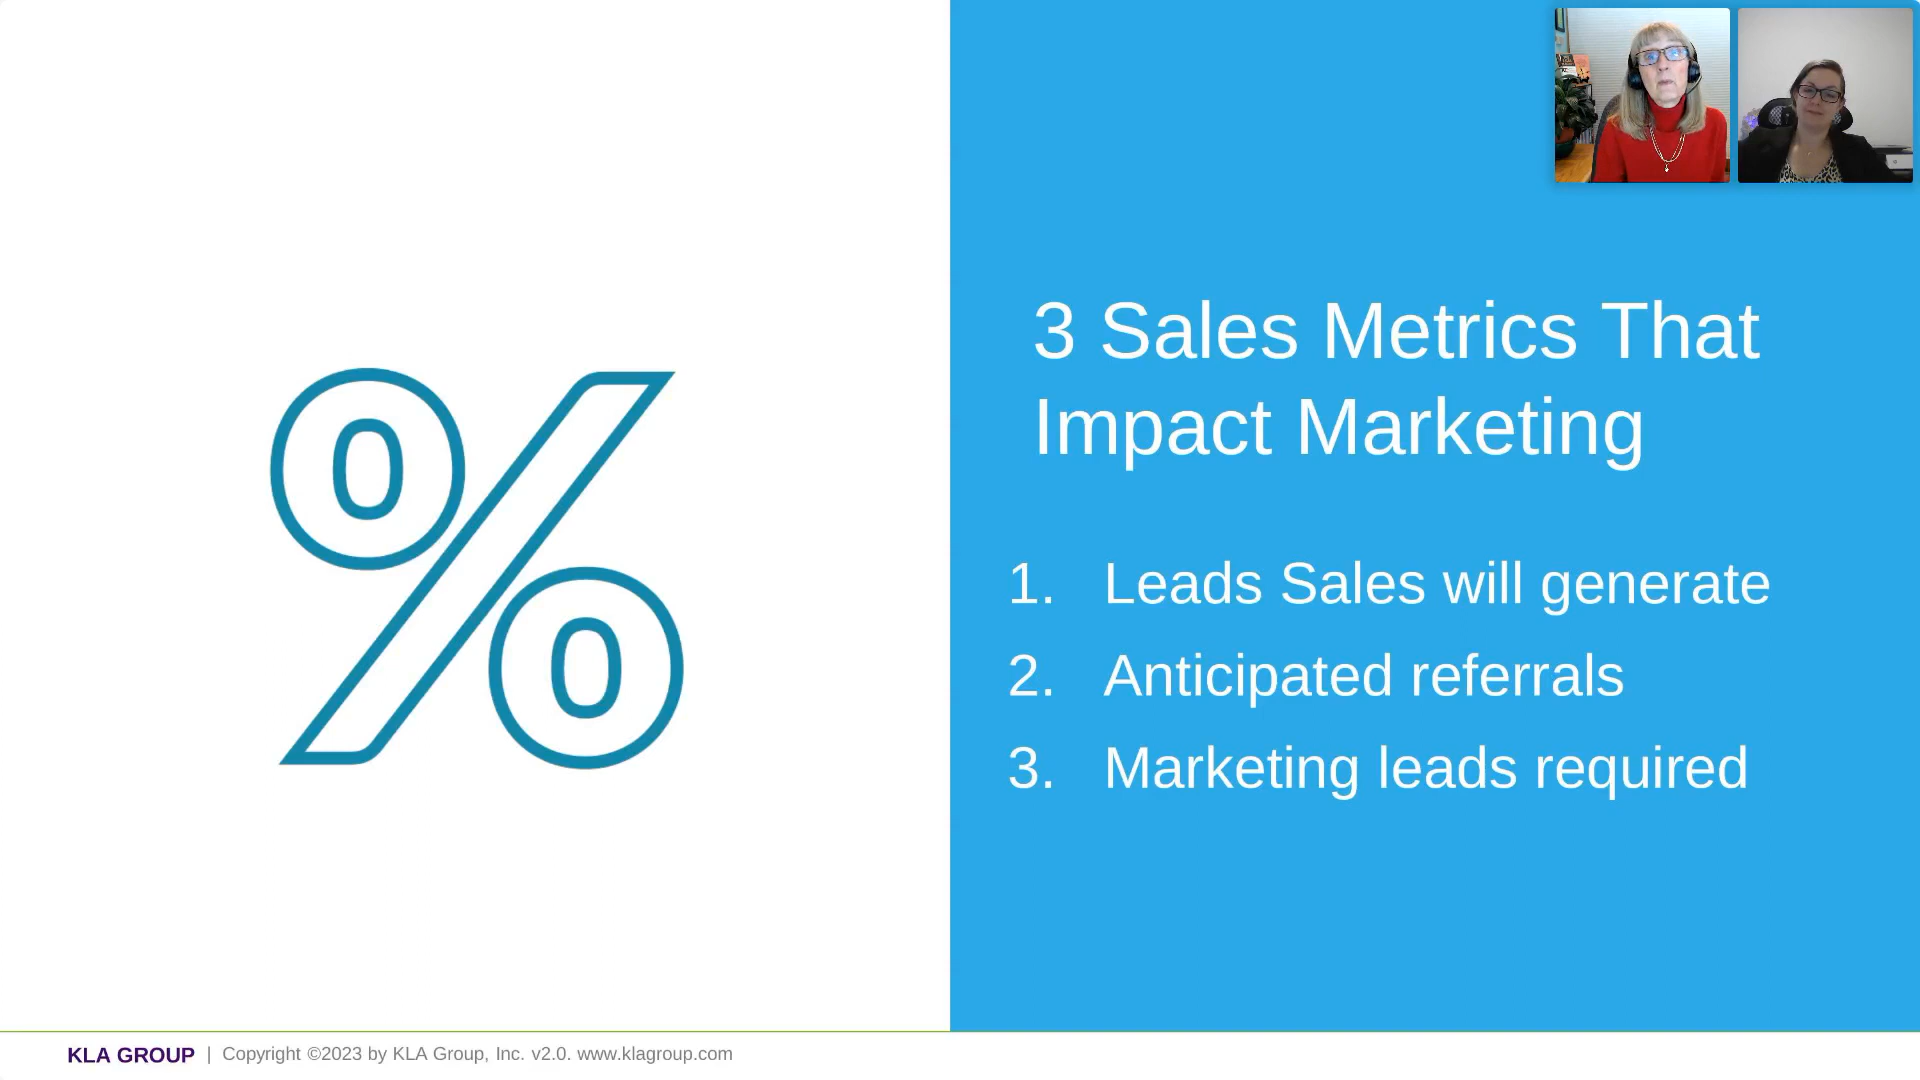 3 Sales Metrics That
Impact Marketing
1. Leads Sales will generate
2. Anticipated referrals
3. Marketing leads required
KLA GROUP | Copyright ©2023 by KLA Group, Inc. v2.0. www.klagroup.com